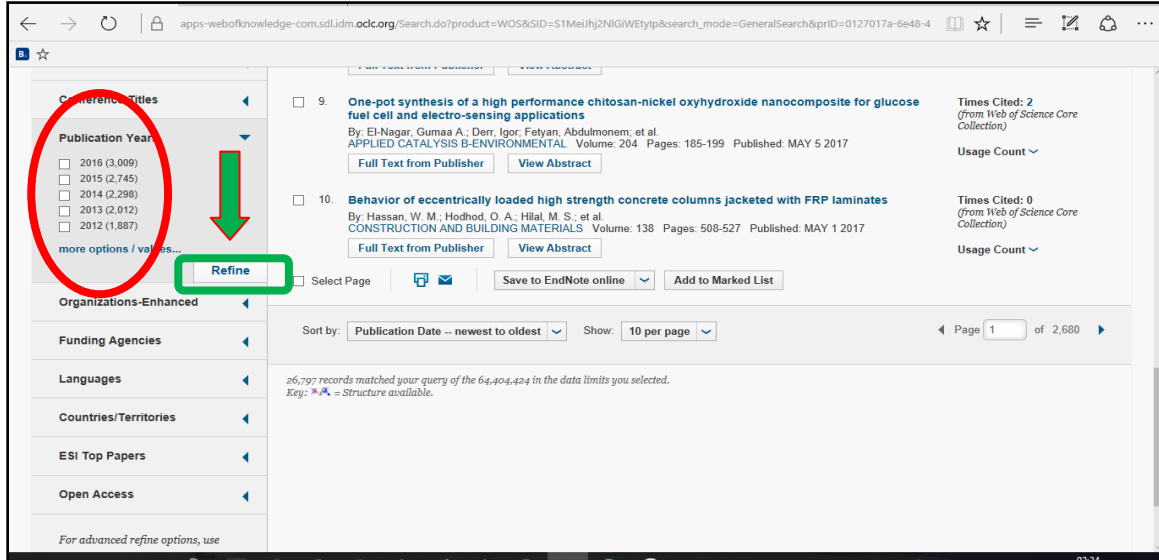 apps-webofknowledge-com.sdl.idm.oclc.org/Search.do?product=WOS&SID=S1MeiJhj2NlGiWEtyIp&search_mode=GeneralSearch&prID=0127017a-6e48-4
B.
Conference Titles
Publication Years
2016 (3,009)
2015 (2,745)
2014 (2,298)
2013 (2,012)
2012 (1,887)
more options / values...
Refine
Organizations-Enhanced
Funding Agencies
Languages
Countries/Territories
ESI Top Papers
Open Access
For advanced refine options, use
Full Text from Publisher View Abstract
9. One-pot synthesis of a high performance chitosan-nickel oxyhydroxide nanocomposite for glucose
fuel cell and electro-sensing applications
By: El-Nagar, Gumaa A.; Derr, Igor; Fetyan, Abdulmonem; et al.
APPLIED CATALYSIS B-ENVIRONMENTAL Volume: 204 Pages: 185-199 Published: MAY 5 2017
Full Text from Publisher View Abstract
Times Cited: 2
(from Web of Science Core
Collection)
Usage Count
10. Behavior of eccentrically loaded high strength concrete columns jacketed with FRP laminates
By: Hassan, W. M.; Hodhod, O. A.; Hilal, M. S.; et al.
CONSTRUCTION AND BUILDING MATERIALS Volume: 138 Pages: 508-527 Published: MAY 1 2017
Full Text from Publisher View Abstract
Times Cited: 0
(from Web of Science Core
Collection)
Usage Count
Select Page Save to EndNote online Add to Marked List
Sort by: Publication Date -- newest to oldest Show: 10 per page Page 1 of 2,680
26,797 records matched your query of the 64,404,424 in the data limits you selected.
Key: = Structure available.